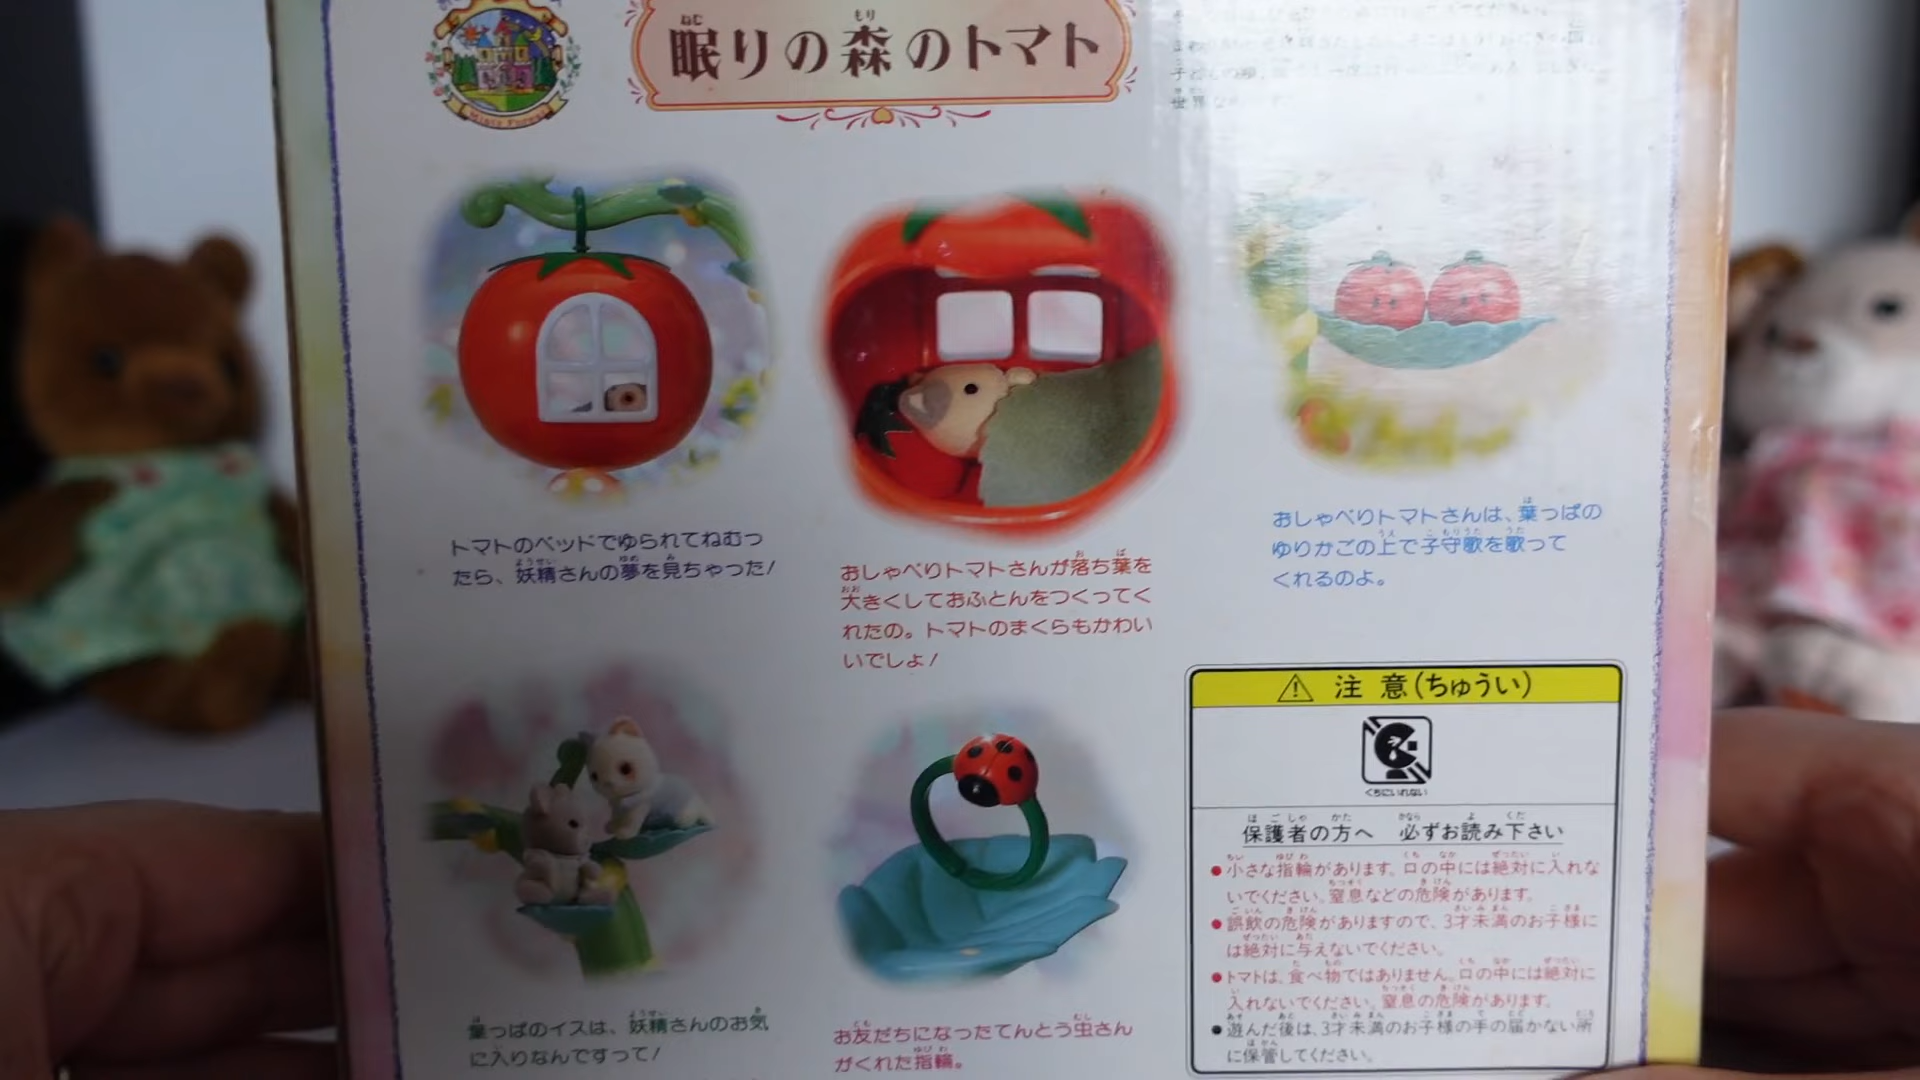 眠りの森のトマト
Misty Forest
世界
トマトのベッドでゆられてねむっ
たら、妖精さんの夢を見ちゃった!
おしゃべりトマトさんが落ち葉を
大きくしておふとんをつくってく
れたの。トマトのまくらもかわい
いでしょ!
おしゃべりトマトさんは、葉っぱの
ゆりかごの上で子守歌を歌って
くれるのよ。
葉っぱのイスは、妖精さんのお気
に入りなんですって!
お友だちになったてんとう虫さん
がくれた指輪。
注意(ちゅうい)
くちにいれない
保護者の方へ 必ずお読み下さい
●小さな指輪があります。口の中には絶対に入れな
いでください。窒息などの危険があります。
●誤飲の危険がありますので、3才未満のお子様に
は絶対に与えないでください。
●トマトは、食べ物ではありません。口の中には絶対に
入れないでください。窒息の危険があります。
●遊んだ後は、3才未満のお子様の手の届かない所
に保管してください。